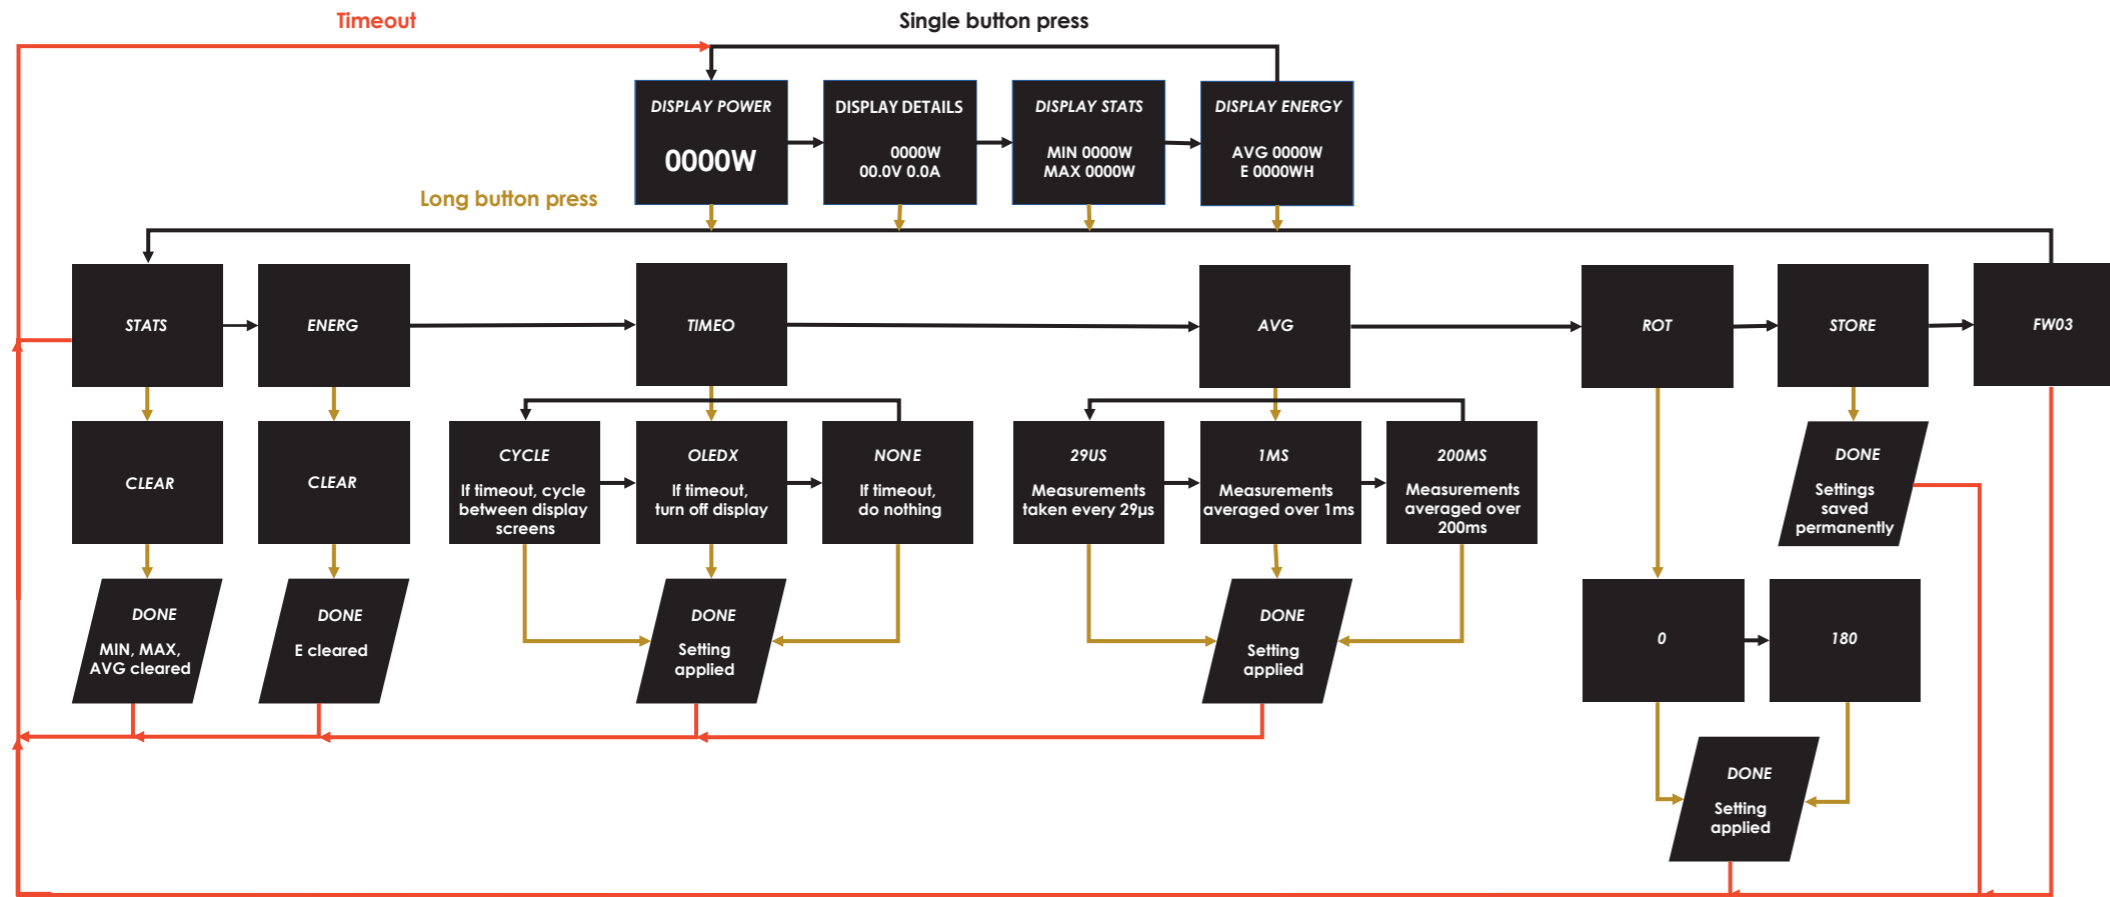 Timeout
Single button press
DISPLAY POWER
0000W
DISPLAY DETAILS
0000W
00.0V 0.0A
DISPLAY STATS
MIN 0000W
MAX 0000W
DISPLAY ENERGY
AVG 0000W
E 0000WH
Long button press
STATS
ENERG
TIMEO
AVG
ROT
STORE
FW03
CLEAR
CLEAR
CYCLE
If timeout, cycle
between display
screens
OLEDX
If timeout,
turn off display
NONE
If timeout,
do nothing
29US
Measurements
taken every 29µs
1MS
Measurements
averaged over 1ms
200MS
Measurements
averaged over
200ms
DONE
Settings
saved
permanently
DONE
MIN, MAX,
AVG cleared
DONE
E cleared
DONE
Setting
applied
DONE
Setting
applied
0
180
DONE
Setting
applied